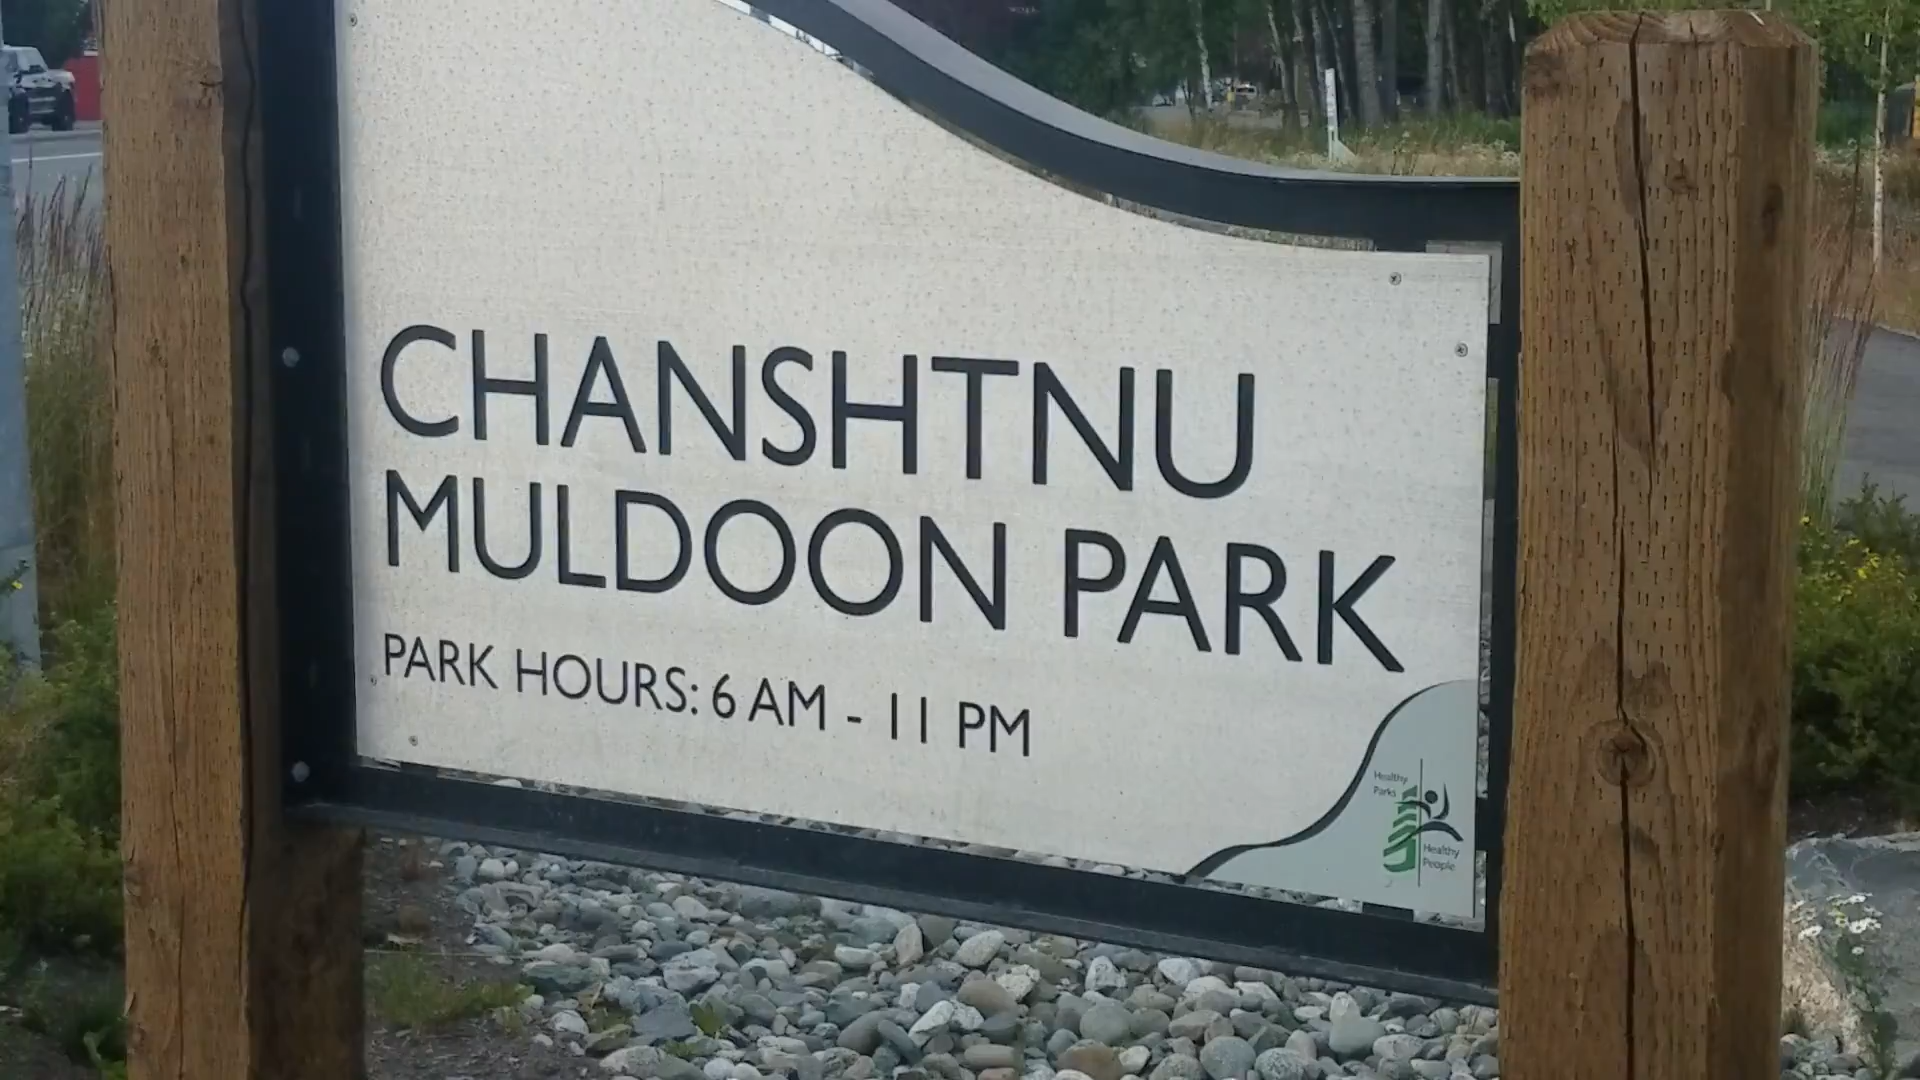 CHANSHTNU
MULDOON PARK
PARK HOURS: 6 AM - 11 PM
Healthy
Parks
Healthy
People